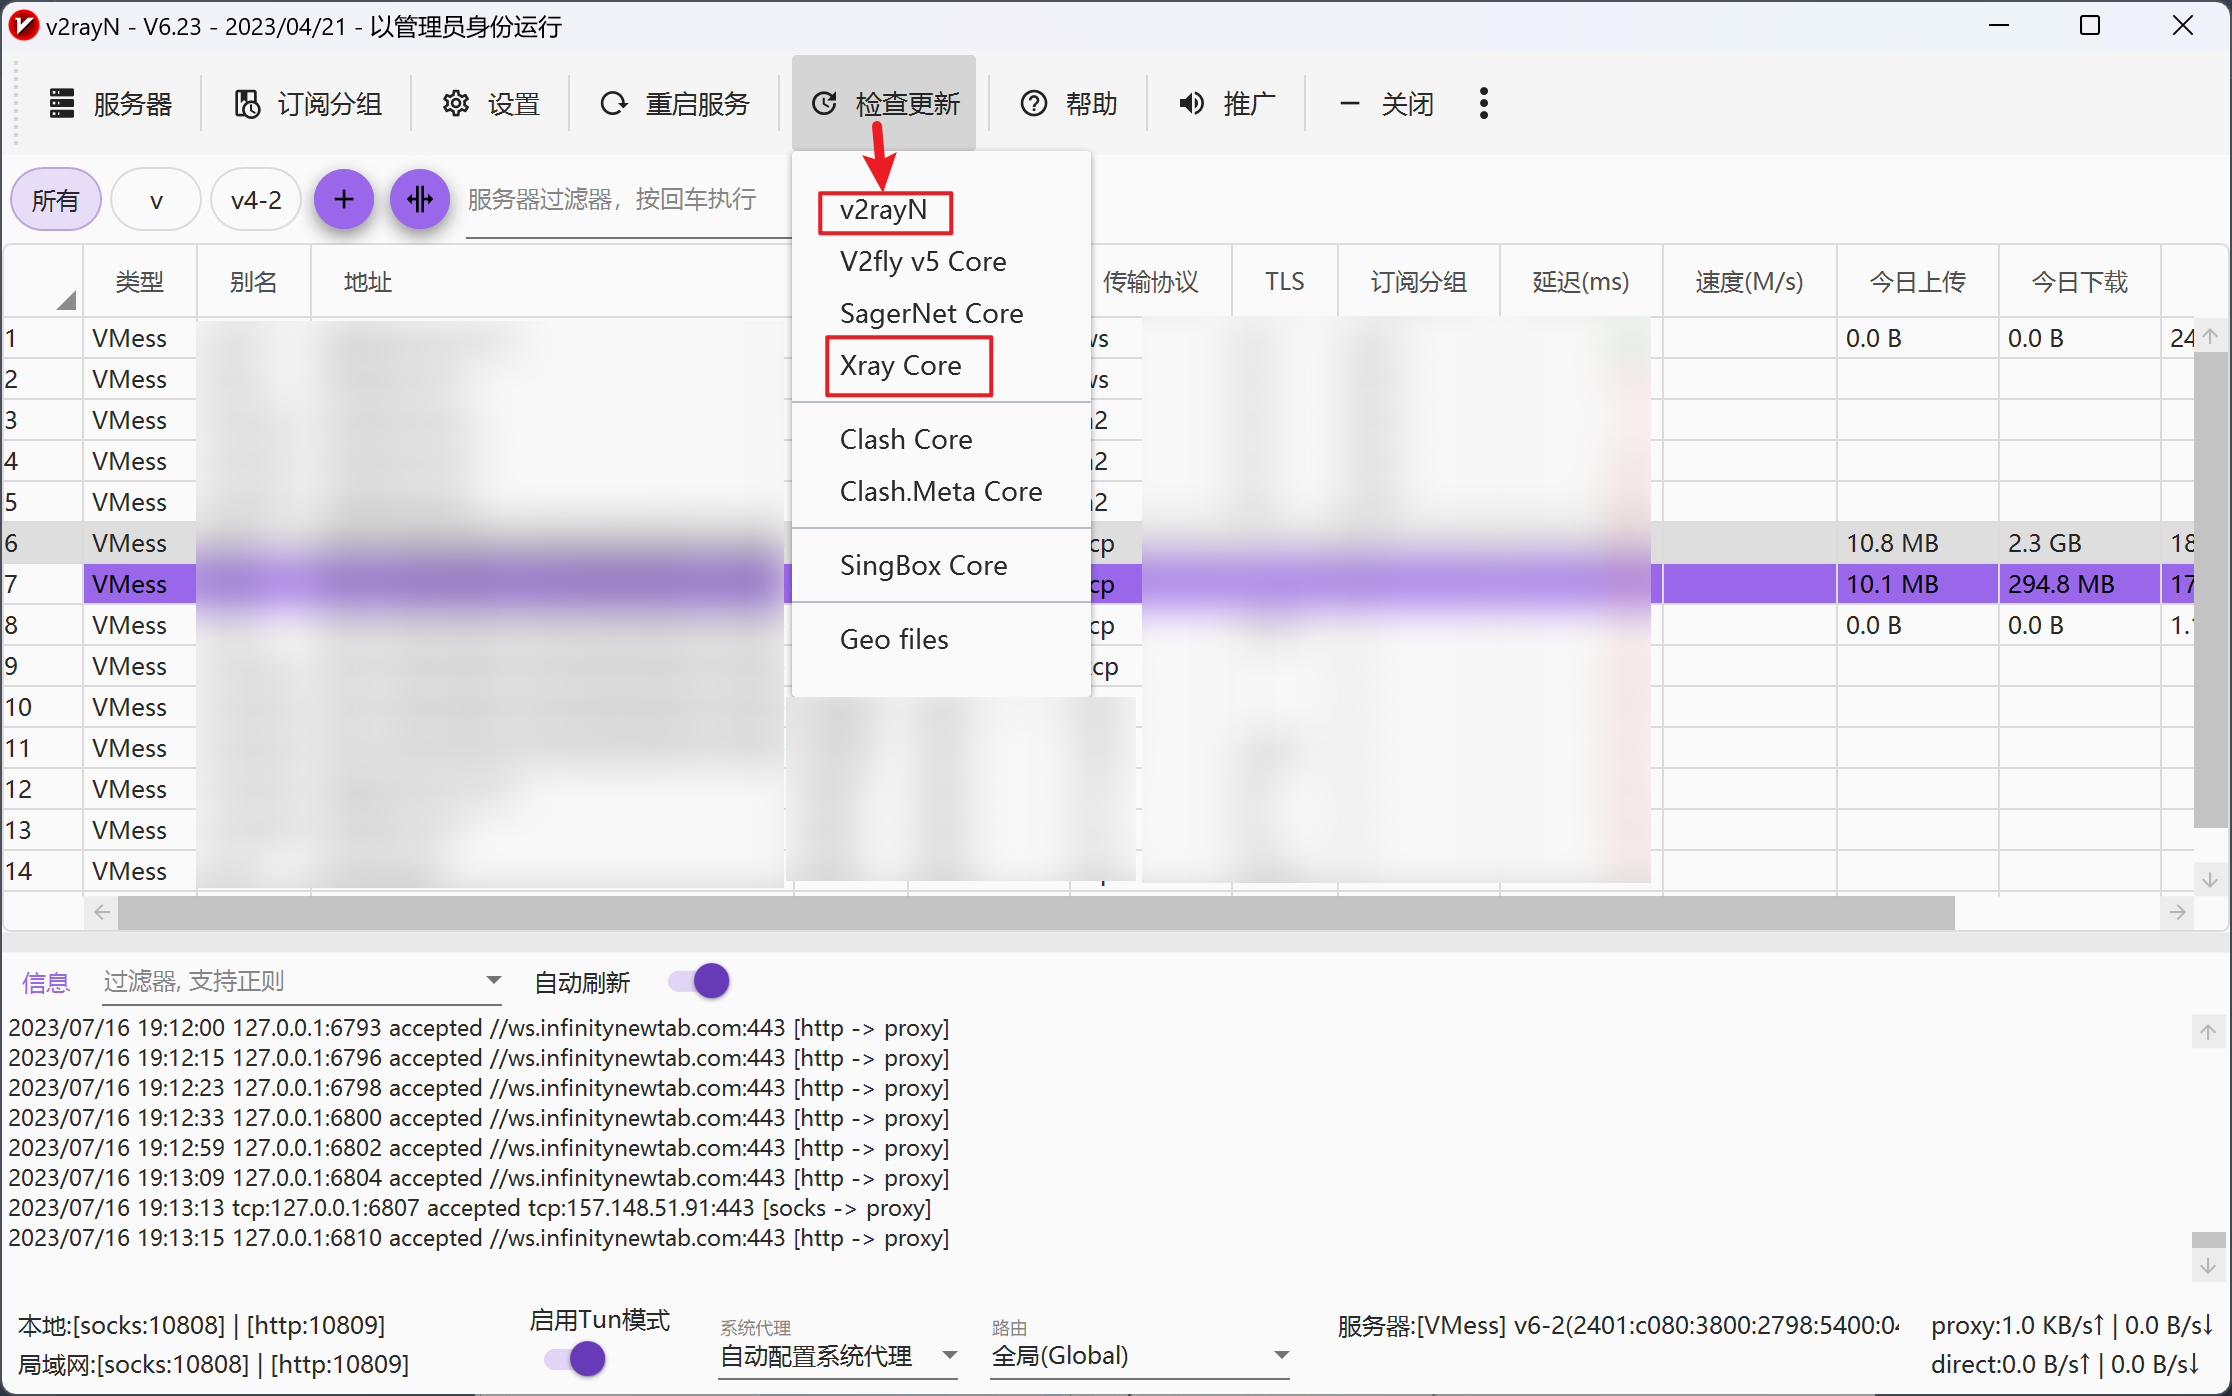 v2rayN - V6.23 - 2023/04/21 - 以管理员身份运行
服务器 订阅分组 设置 重启服务 检查更新 帮助 推广 关闭
所有 v v4-2 服务器过滤器，按回车执行
v2rayN
V2fly v5 Core
SagerNet Core
Xray Core
Clash Core
Clash.Meta Core
SingBox Core
Geo files
类型 别名 地址 传输协议 TLS 订阅分组 延迟(ms) 速度(M/s) 今日上传 今日下载
1 VMess ws 0.0 B 0.0 B 24
2 VMess ws
3 VMess 2
4 VMess 2
5 VMess 2
6 VMess cp 10.8 MB 2.3 GB 18
7 VMess cp 10.1 MB 294.8 MB 17
8 VMess cp 0.0 B 0.0 B 1.
9 VMess cp
10 VMess
11 VMess
12 VMess
13 VMess
14 VMess
信息 过滤器, 支持正则 自动刷新
2023/07/16 19:12:00 127.0.0.1:6793 accepted //ws.infinitynewtab.com:443 [http -> proxy]
2023/07/16 19:12:15 127.0.0.1:6796 accepted //ws.infinitynewtab.com:443 [http -> proxy]
2023/07/16 19:12:23 127.0.0.1:6798 accepted //ws.infinitynewtab.com:443 [http -> proxy]
2023/07/16 19:12:33 127.0.0.1:6800 accepted //ws.infinitynewtab.com:443 [http -> proxy]
2023/07/16 19:12:59 127.0.0.1:6802 accepted //ws.infinitynewtab.com:443 [http -> proxy]
2023/07/16 19:13:09 127.0.0.1:6804 accepted //ws.infinitynewtab.com:443 [http -> proxy]
2023/07/16 19:13:13 tcp:127.0.0.1:6807 accepted tcp:157.148.51.91:443 [socks -> proxy]
2023/07/16 19:13:15 127.0.0.1:6810 accepted //ws.infinitynewtab.com:443 [http -> proxy]
本地:[socks:10808] | [http:10809]
局域网:[socks:10808] | [http:10809]
启用Tun模式
系统代理
自动配置系统代理
路由
全局(Global)
服务器:[VMess] v6-2(2401:c080:3800:2798:5400:04
proxy:1.0 KB/s↑ | 0.0 B/s↓
direct:0.0 B/s↑ | 0.0 B/s↓